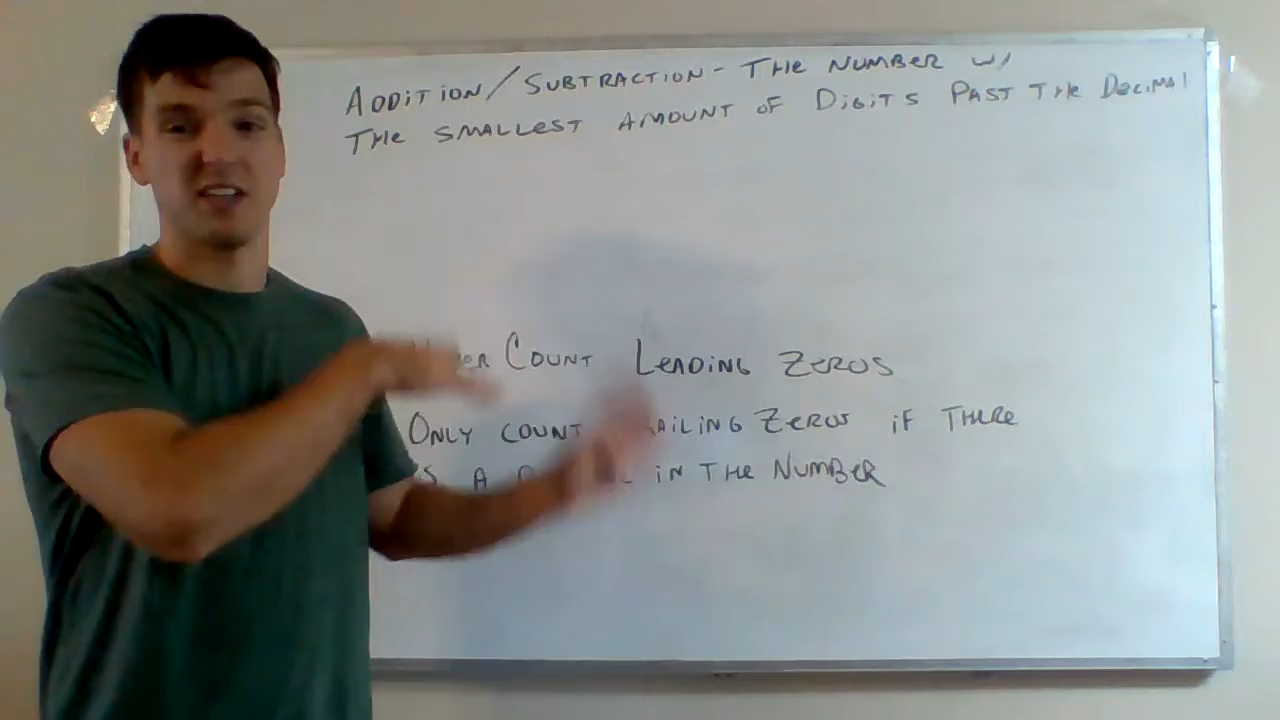 ADDITION/SUBTRACTION - THE NUMBER W/
THE SMALLEST AMOUNT OF DIGITS PAST THE DECIMAL
COUNT LEADING ZEROS
ONLY COUNT ZEROS IF THERE
A IN THE NUMBER